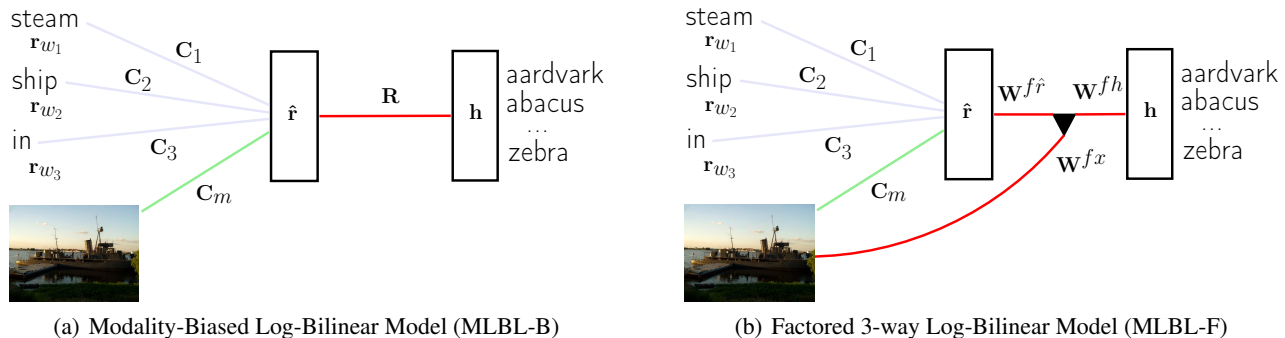 steam
r_{w_1}
C_1
ship
r_{w_2}
C_2
in
r_{w_3}
C_3
C_m
r̂
R
h
aardvark
abacus
...
zebra
(a) Modality-Biased Log-Bilinear Model (MLBL-B)
steam
r_{w_1}
C_1
ship
r_{w_2}
C_2
in
r_{w_3}
C_3
C_m
r̂
W^{fr̂}
W^{fh}
W^{fx}
h
aardvark
abacus
...
zebra
(b) Factored 3-way Log-Bilinear Model (MLBL-F)